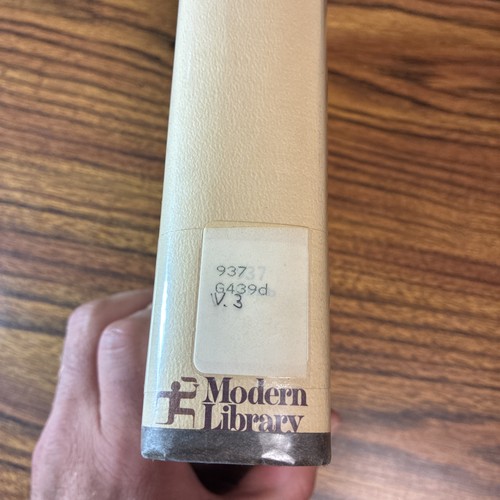 937
G439d
V. 3
Modern
Library